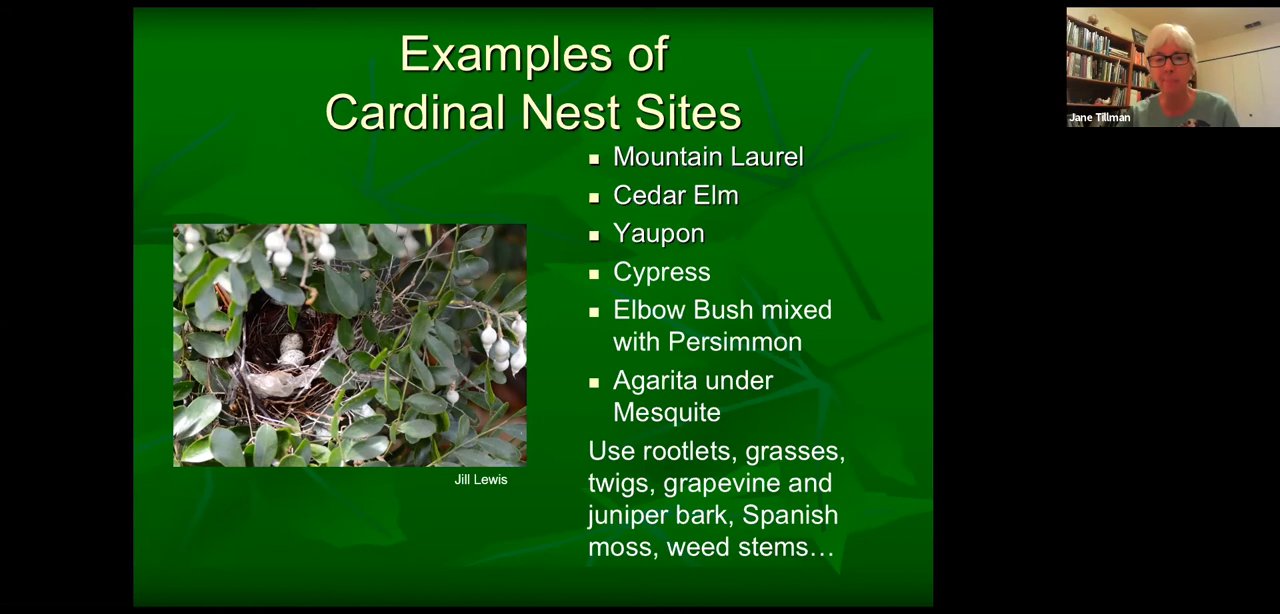 Examples of
Cardinal Nest Sites
Mountain Laurel
Cedar Elm
Yaupon
Cypress
Elbow Bush mixed
with Persimmon
Agarita under
Mesquite
Use rootlets, grasses,
twigs, grapevine and
juniper bark, Spanish
moss, weed stems…
Jill Lewis
Jane Tillman